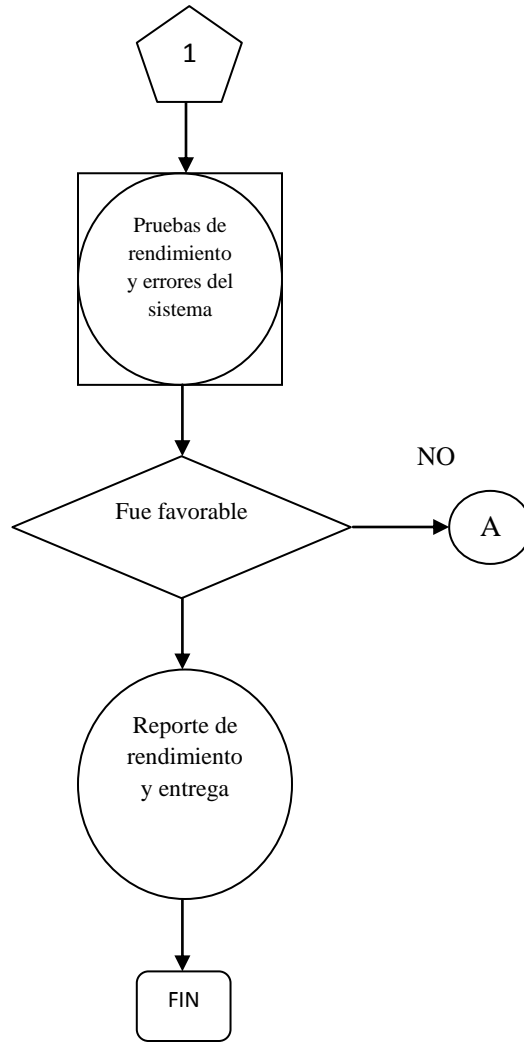 1
Pruebas de
rendimiento
y errores del
sistema
NO
Fue favorable
A
Reporte de
rendimiento
y entrega
FIN